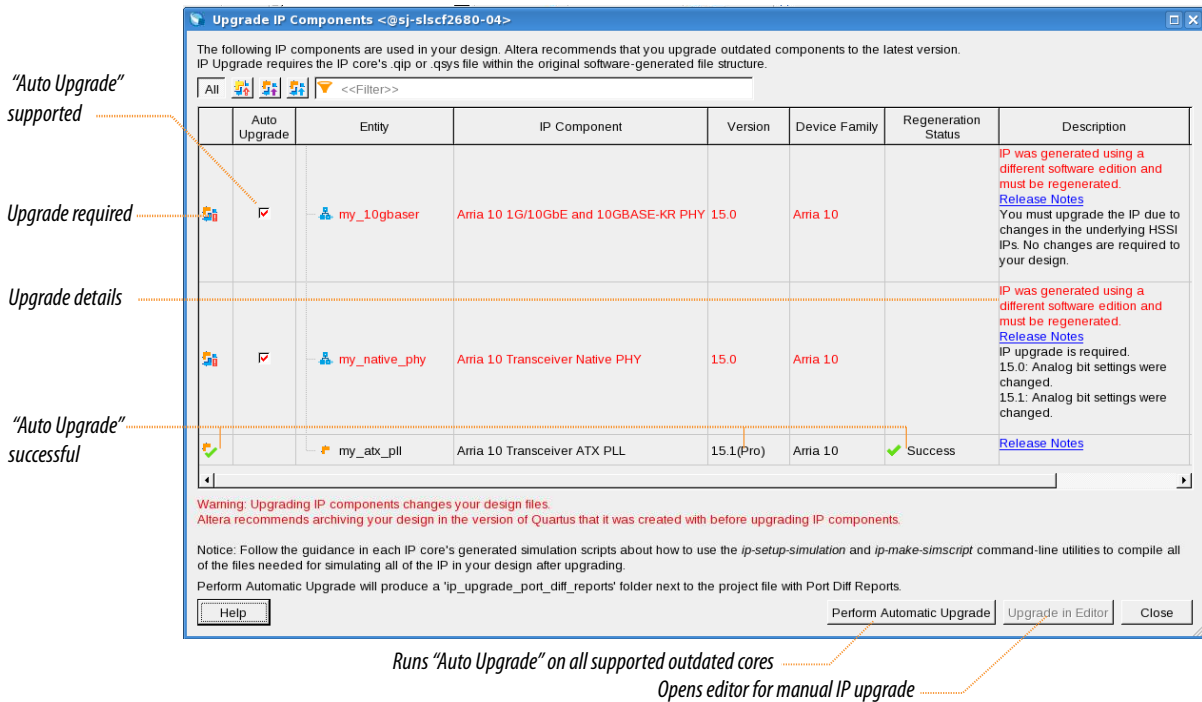 Upgrade IP Components <@sj-slscf2680-04>
The following IP components are used in your design. Altera recommends that you upgrade outdated components to the latest version.
IP Upgrade requires the IP core's .qip or .qsys file within the original software-generated file structure.
All <<Filter>>
"Auto Upgrade"
supported
Auto
Upgrade
Entity
IP Component
Version
Device Family
Regeneration
Status
Description
Upgrade required
my_10gbaser
Arria 10 1G/10GbE and 10GBASE-KR PHY
15.0
Arria 10
IP was generated using a
different software edition and
must be regenerated.
Release Notes
You must upgrade the IP due to
changes in the underlying HSSI
IPs. No changes are required to
your design.
Upgrade details
my_native_phy
Arria 10 Transceiver Native PHY
15.0
Arria 10
IP was generated using a
different software edition and
must be regenerated.
Release Notes
IP upgrade is required.
15.0: Analog bit settings were
changed.
15.1: Analog bit settings were
changed.
"Auto Upgrade"
successful
my_atx_pll
Arria 10 Transceiver ATX PLL
15.1(Pro)
Arria 10
Success
Release Notes
Warning: Upgrading IP components changes your design files.
Altera recommends archiving your design in the version of Quartus that it was created with before upgrading IP components.
Notice: Follow the guidance in each IP core's generated simulation scripts about how to use the ip-setup-simulation and ip-make-simscript command-line utilities to compile all
of the files needed for simulating all of the IP in your design after upgrading.
Perform Automatic Upgrade will produce a 'ip_upgrade_port_diff_reports' folder next to the project file with Port Diff Reports.
Help
Perform Automatic Upgrade
Upgrade in Editor
Close
Runs "Auto Upgrade" on all supported outdated cores
Opens editor for manual IP upgrade